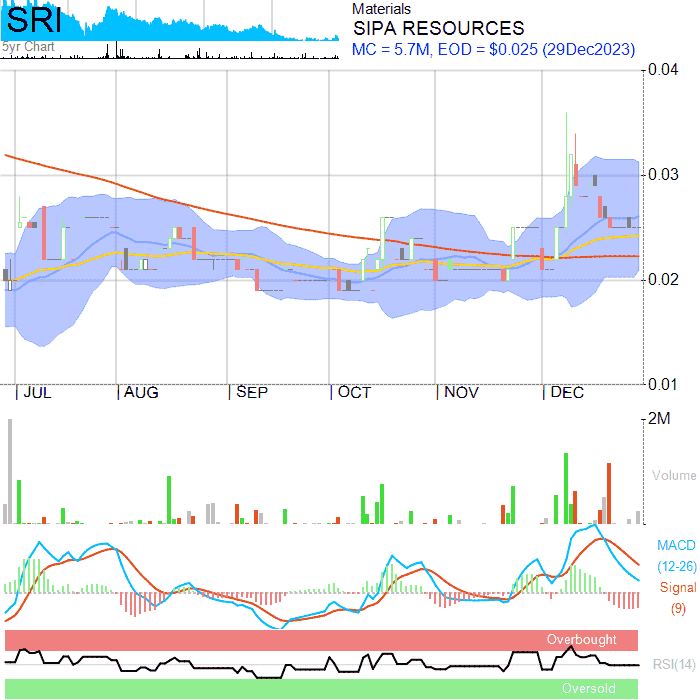 SRI
5yr Chart
Materials
SIPA RESOURCES
MC = 5.7M, EOD = $0.025 (29Dec2023)
0.04
0.03
0.02
0.01
JUL AUG SEP OCT NOV DEC
2M
Volume
MACD
(12-26)
Signal
(9)
Overbought
RSI(14)
Oversold